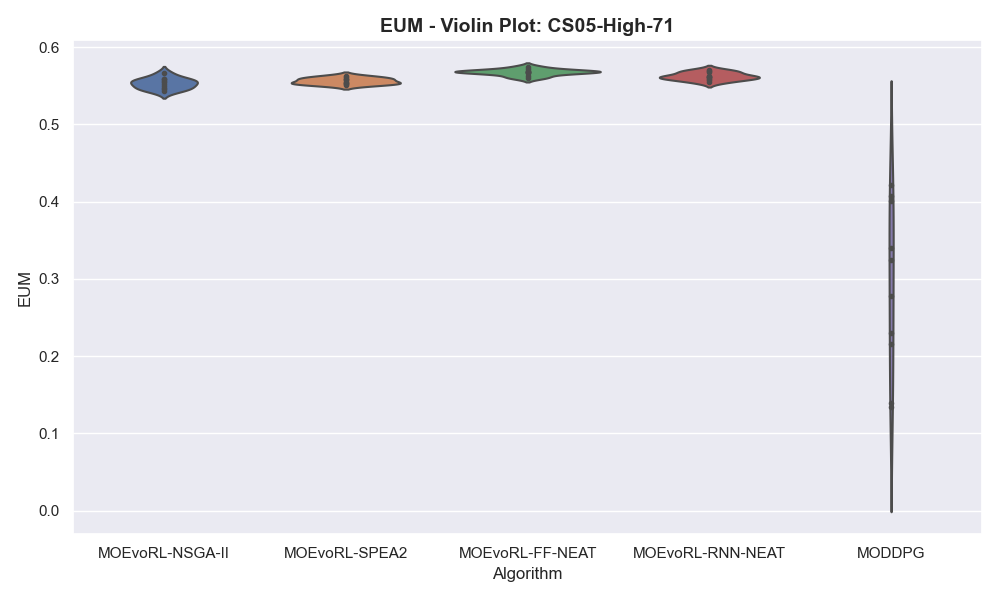 EUM - Violin Plot: CS05-High-71
0.6
0.5
0.4
0.3
0.2
0.1
0.0
EUM
MOEvoRL-NSGA-II
MOEvoRL-SPEA2
MOEvoRL-FF-NEAT
MOEvoRL-RNN-NEAT
MODDPG
Algorithm